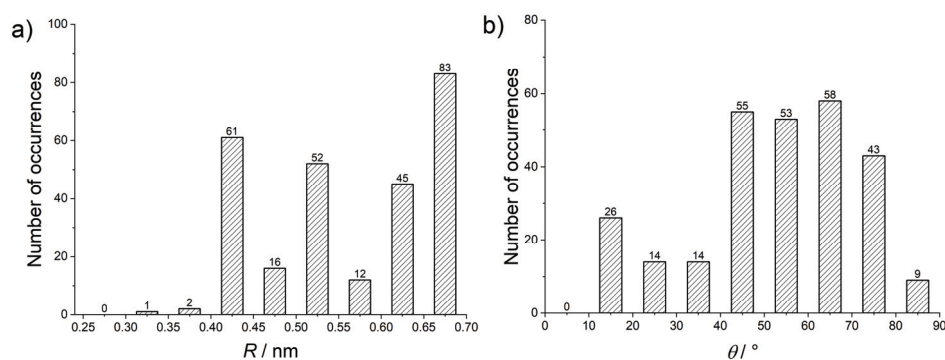 a)
Number of occurrences
100
80
60
40
20
0
0 1 2 61 16 52 12 45 83
0.25 0.30 0.35 0.40 0.45 0.50 0.55 0.60 0.65 0.70
R / nm
b)
Number of occurrences
80
60
40
20
0
0 26 14 14 55 53 58 43 9
0 10 20 30 40 50 60 70 80 90
θ / °